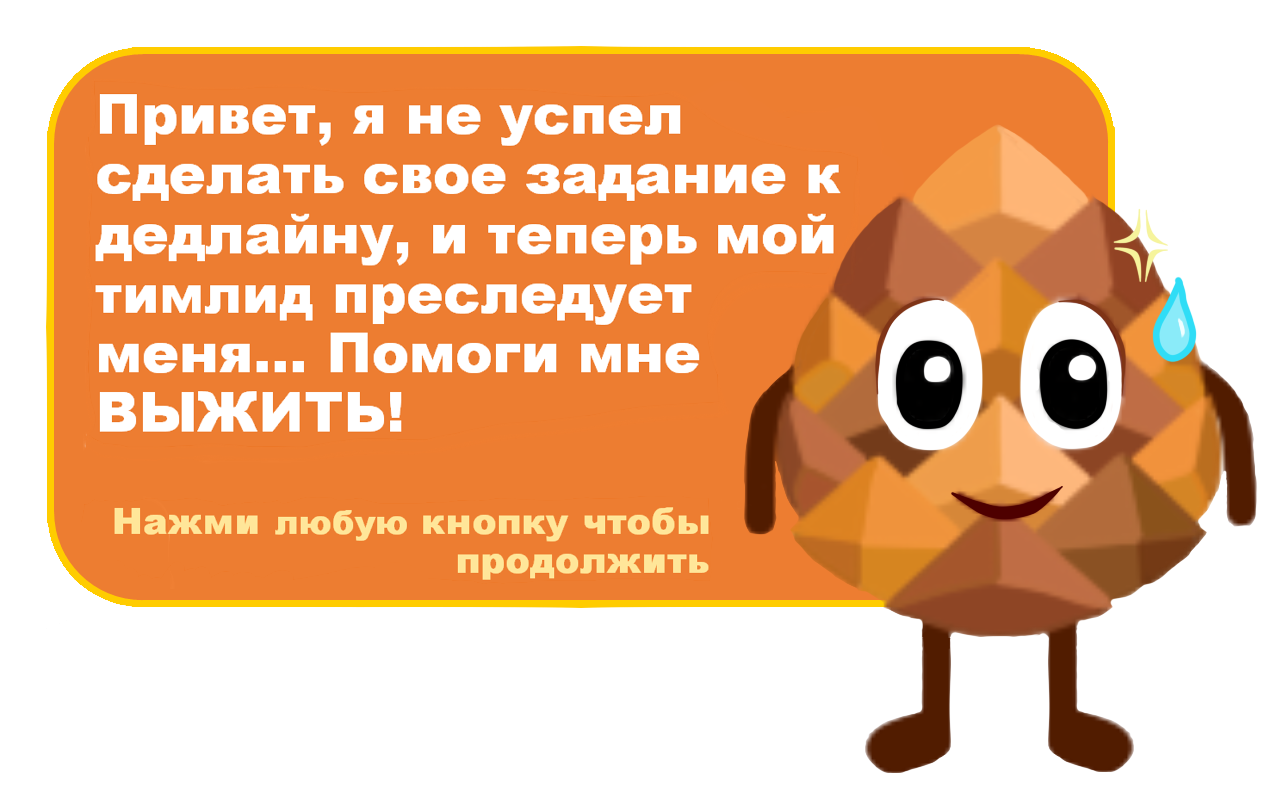 Привет, я не успел
сделать свое задание к
дедлайну, и теперь мой
тимлид преследует
меня... Помоги мне
ВЫЖИТЬ!
Нажми любую кнопку чтобы
продолжить